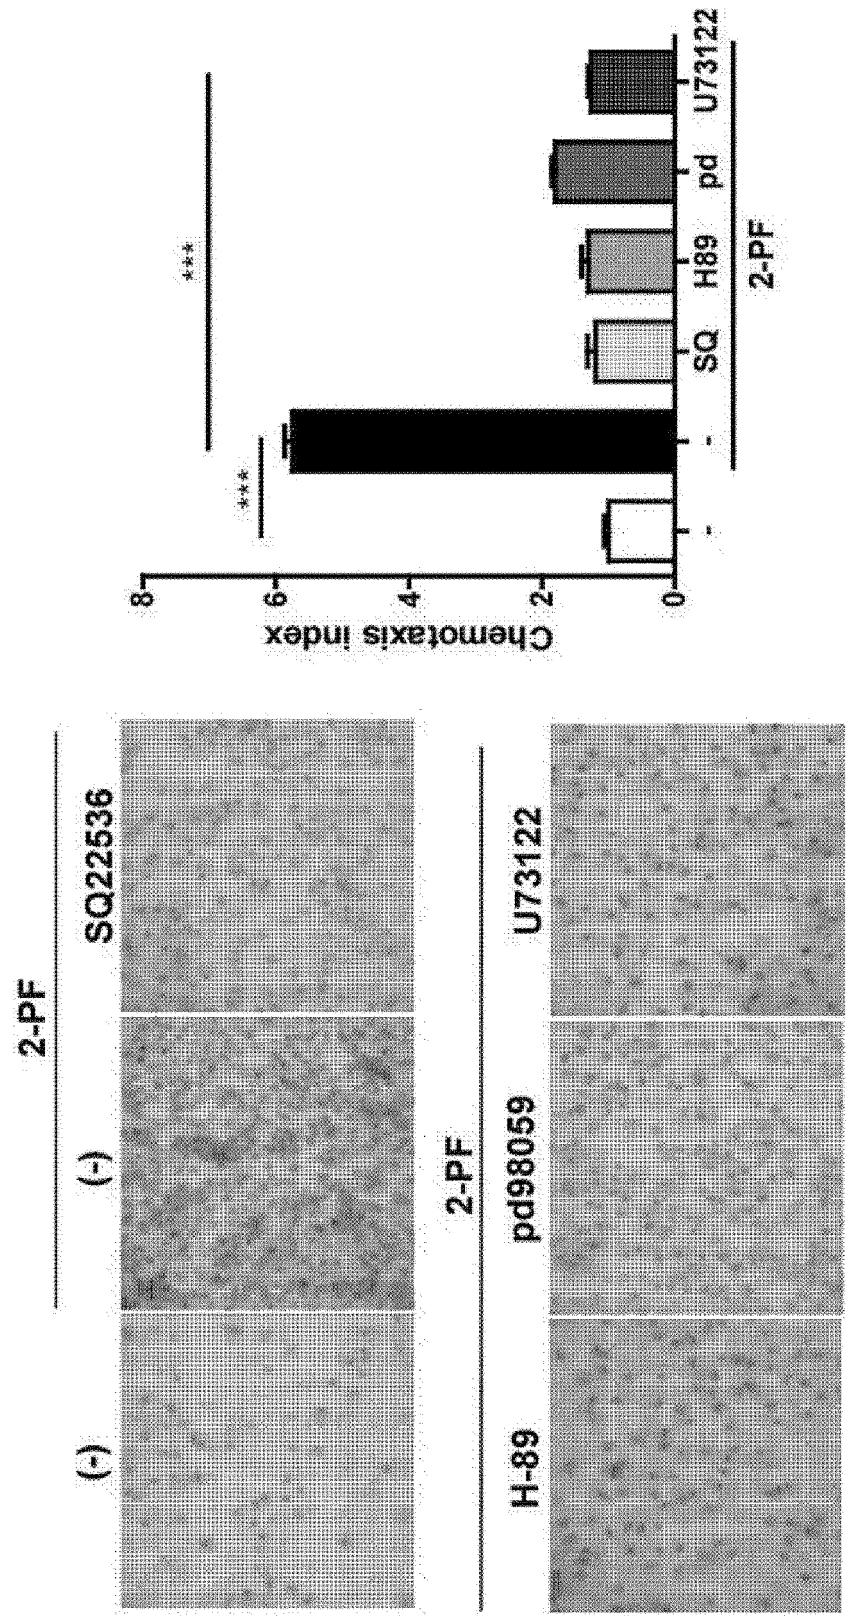 2-PF
(-) (-) SQ22536
2-PF
H-89 pd98059 U73122
Chemotaxis index
8
6
4
2
0
***
***
- - SQ H89 pd U73122
2-PF